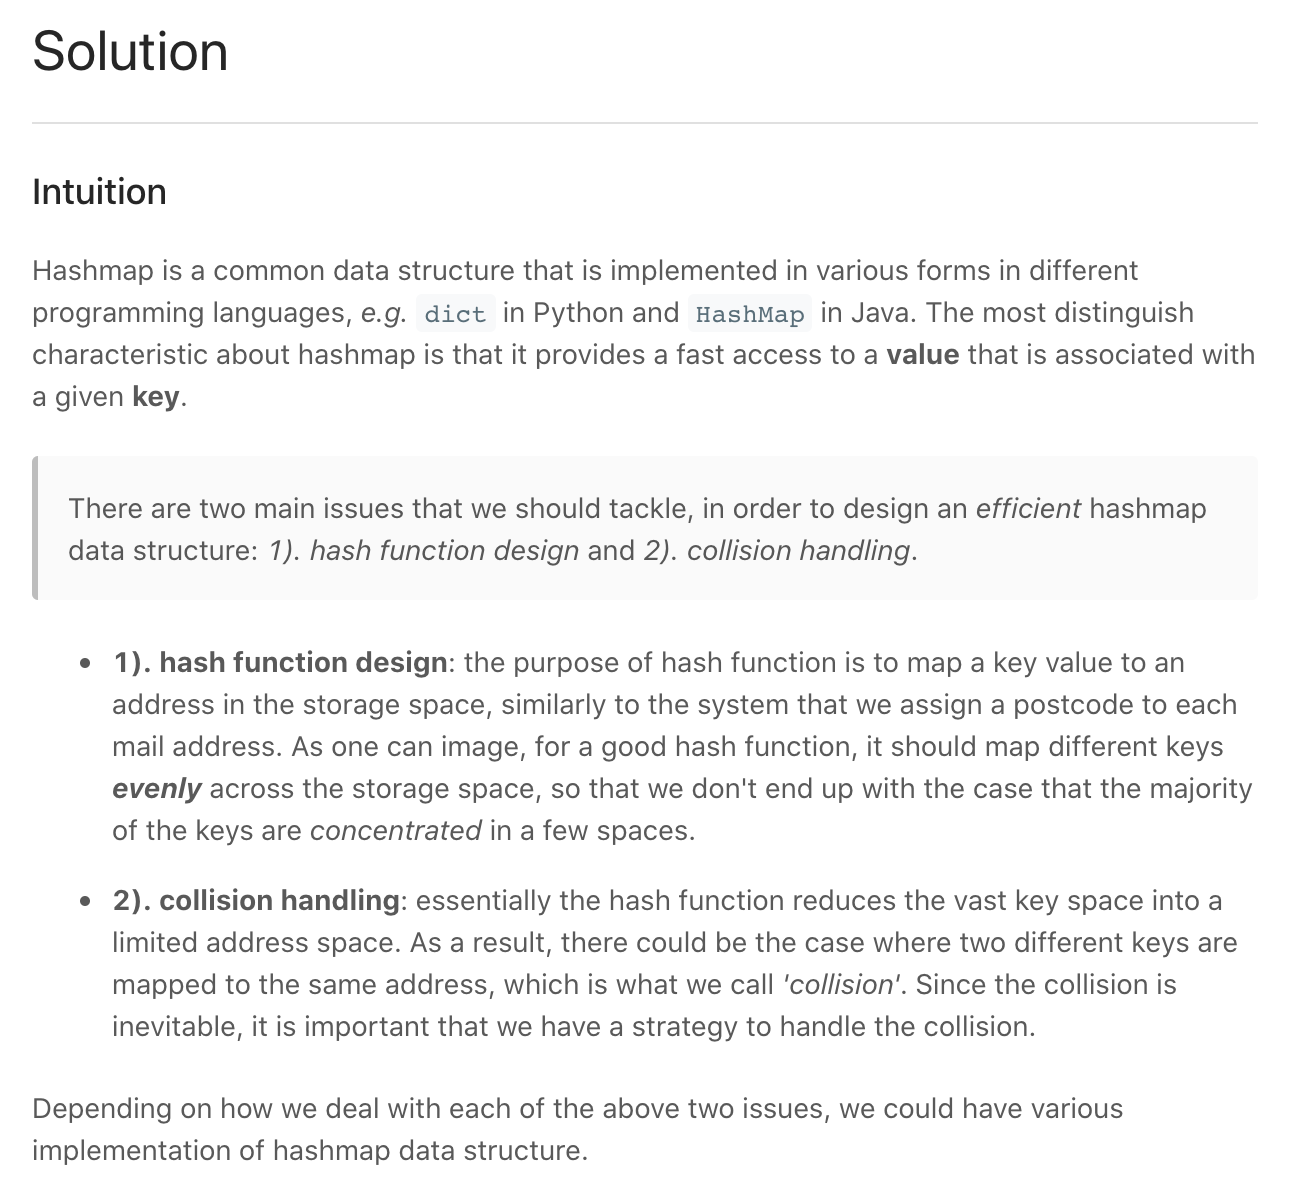 Solution
Intuition
Hashmap is a common data structure that is implemented in various forms in different
programming languages, e.g. dict in Python and HashMap in Java. The most distinguish
characteristic about hashmap is that it provides a fast access to a value that is associated with
a given key.
There are two main issues that we should tackle, in order to design an efficient hashmap
data structure: 1). hash function design and 2). collision handling.
• 1). hash function design: the purpose of hash function is to map a key value to an
address in the storage space, similarly to the system that we assign a postcode to each
mail address. As one can image, for a good hash function, it should map different keys
evenly across the storage space, so that we don't end up with the case that the majority
of the keys are concentrated in a few spaces.
• 2). collision handling: essentially the hash function reduces the vast key space into a
limited address space. As a result, there could be the case where two different keys are
mapped to the same address, which is what we call 'collision'. Since the collision is
inevitable, it is important that we have a strategy to handle the collision.
Depending on how we deal with each of the above two issues, we could have various
implementation of hashmap data structure.